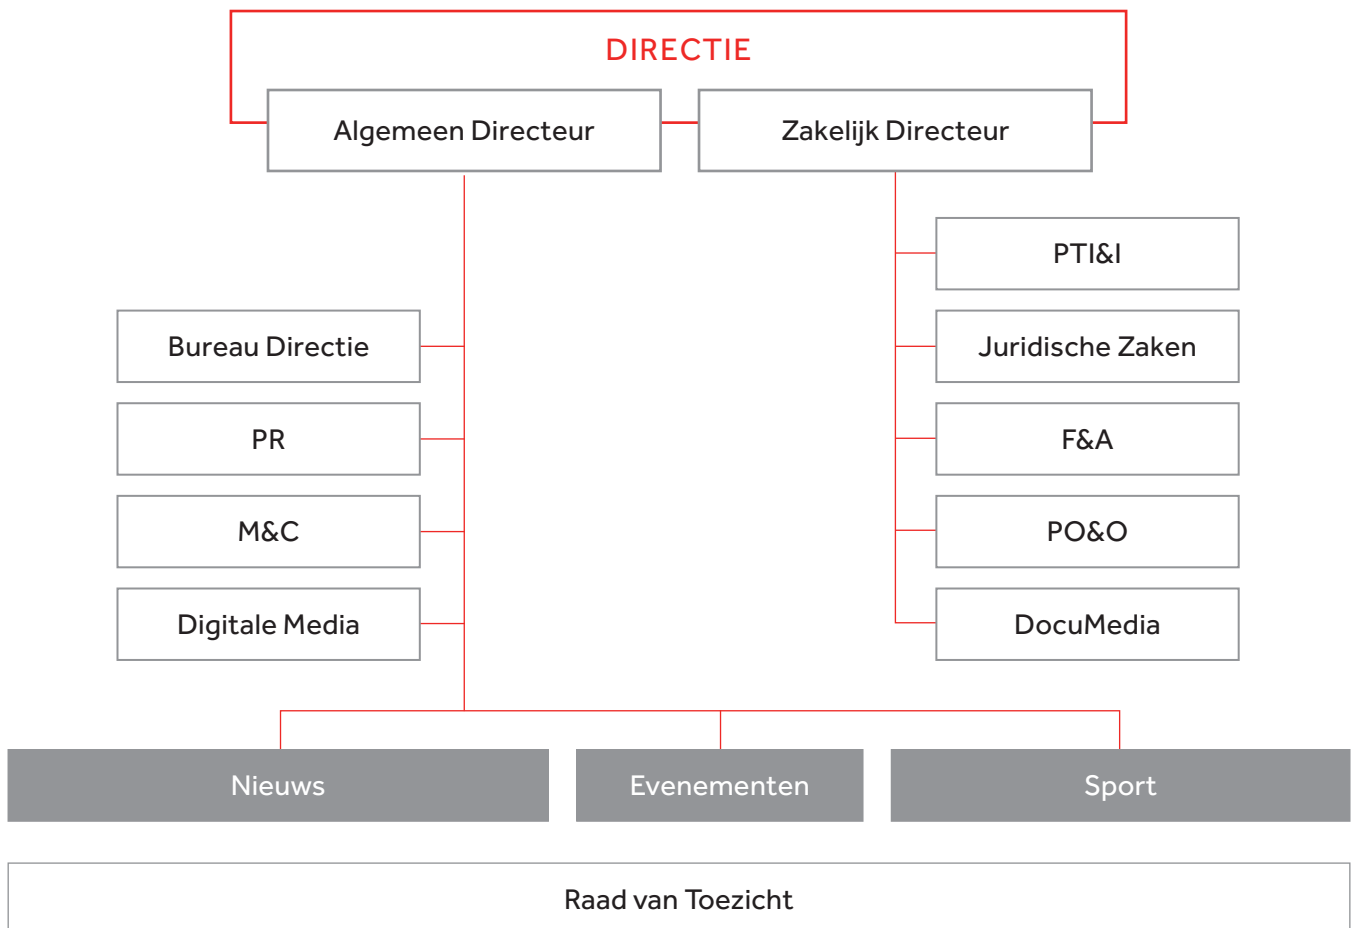 DIRECTIE
Algemeen Directeur
Zakelijk Directeur
PTI&I
Bureau Directie
Juridische Zaken
PR
F&A
M&C
PO&O
Digitale Media
DocuMedia
Nieuws
Evenementen
Sport
Raad van Toezicht